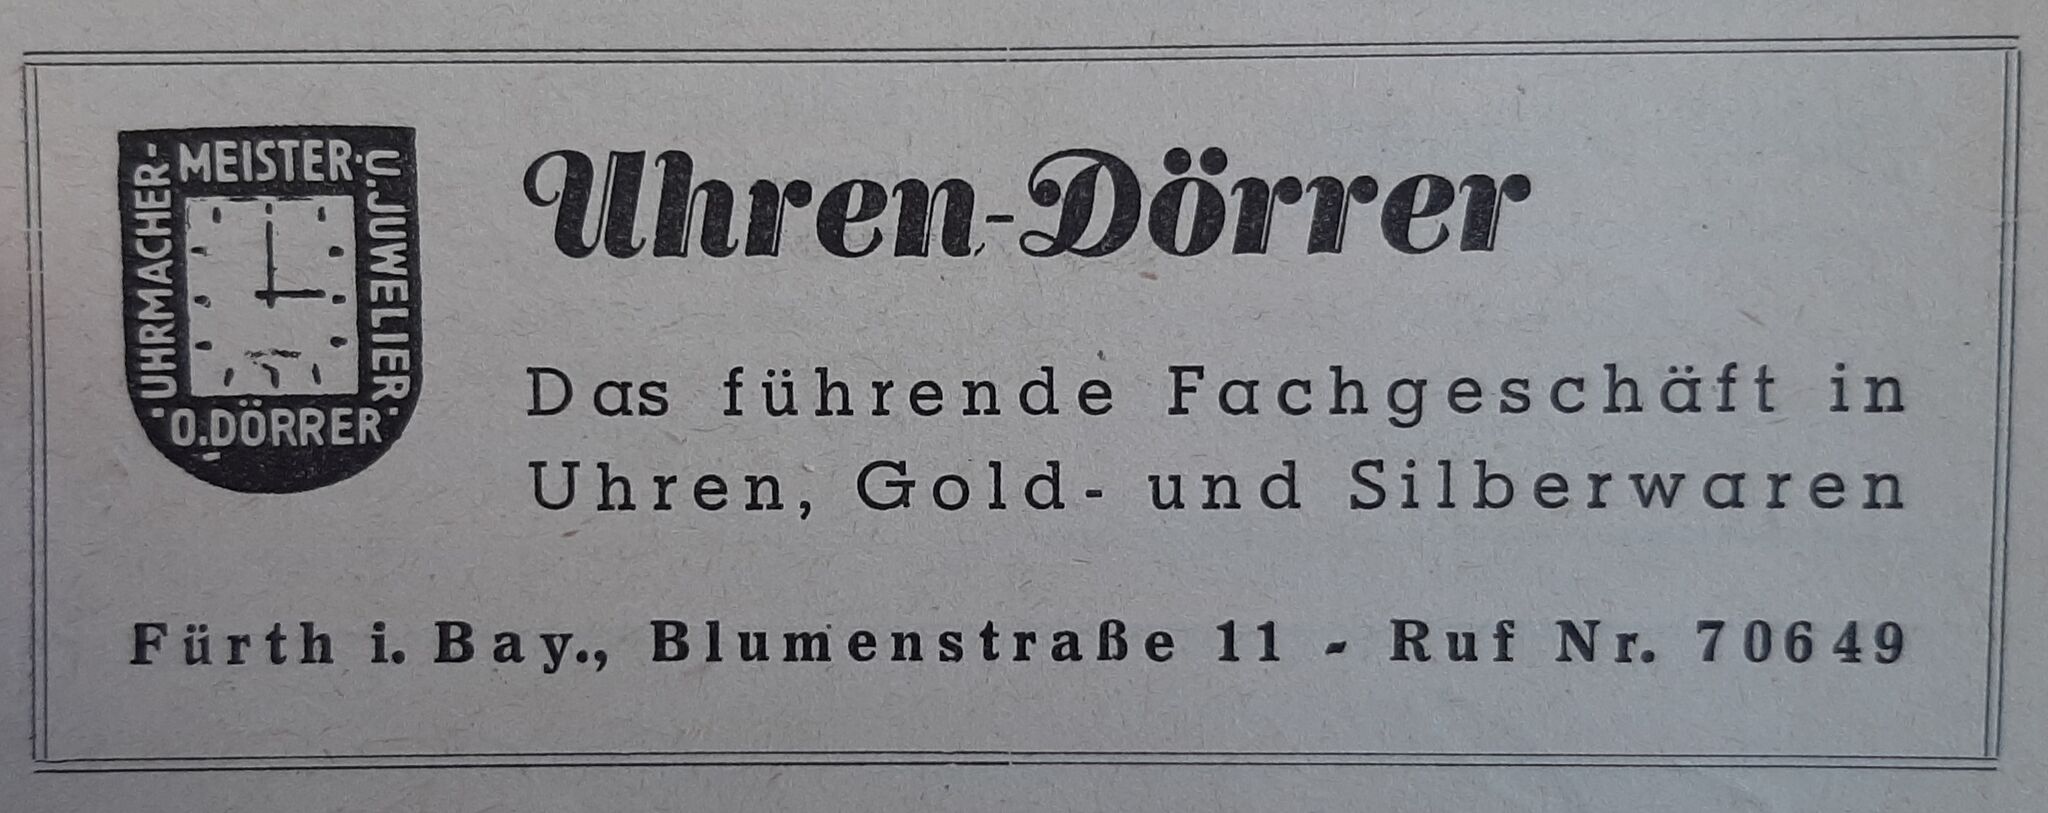 UHRMACHER-
MEISTER·
U.JUWELIER·
·O.DÖRRER·
Uhren-Dörrer
Das führende Fachgeschäft in
Uhren, Gold- und Silberwaren
Fürth i. Bay., Blumenstraße 11 - Ruf Nr. 70649